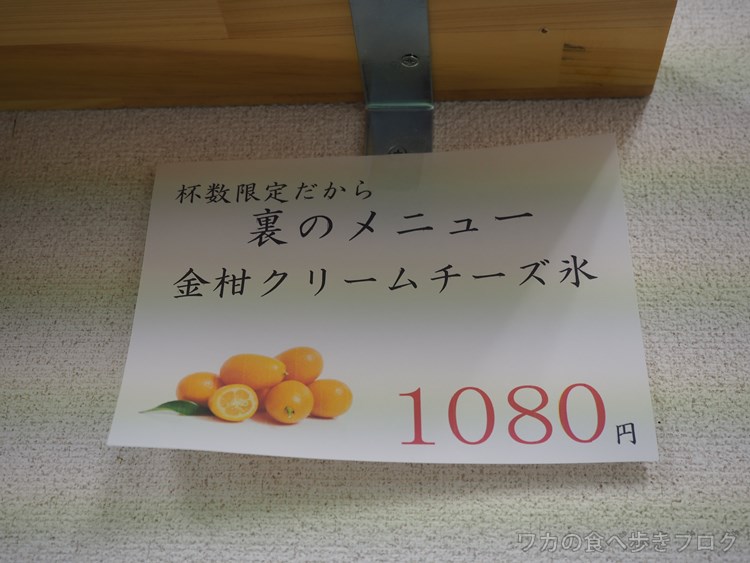 杯数限定だから
裏のメニュー
金柑クリームチーズ氷
1080円
ワカの食べ歩きブログ